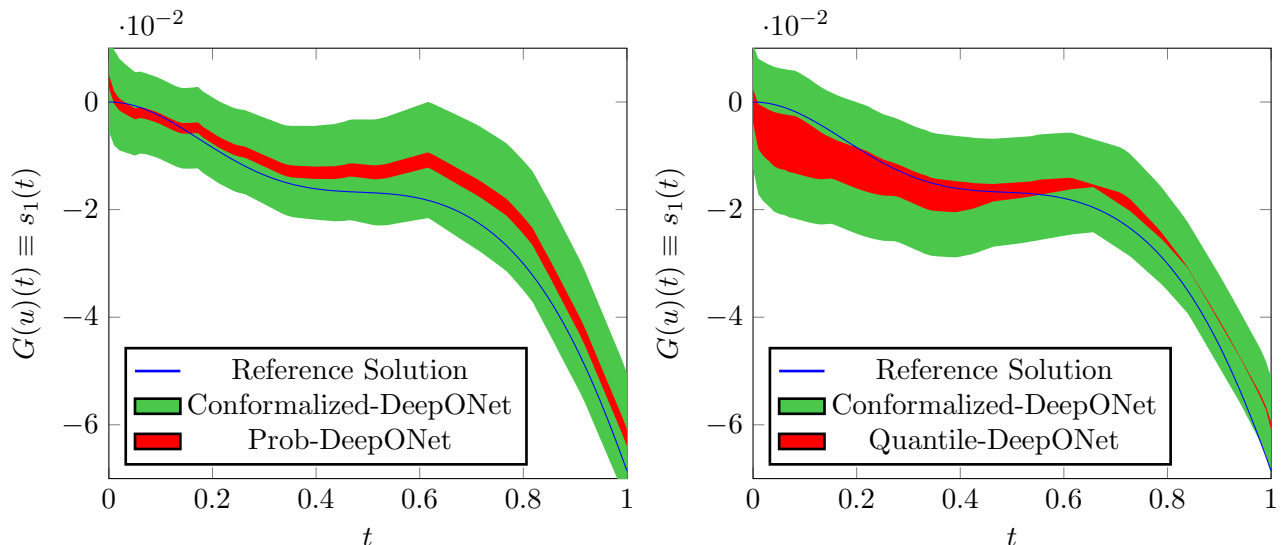 ·10⁻²
0
−2
−4
−6
G(u)(t) ≡ s₁(t)
Reference Solution
Conformalized-DeepONet
Prob-DeepONet
0 0.2 0.4 0.6 0.8 1
t
·10⁻²
0
−2
−4
−6
G(u)(t) ≡ s₁(t)
Reference Solution
Conformalized-DeepONet
Quantile-DeepONet
0 0.2 0.4 0.6 0.8 1
t